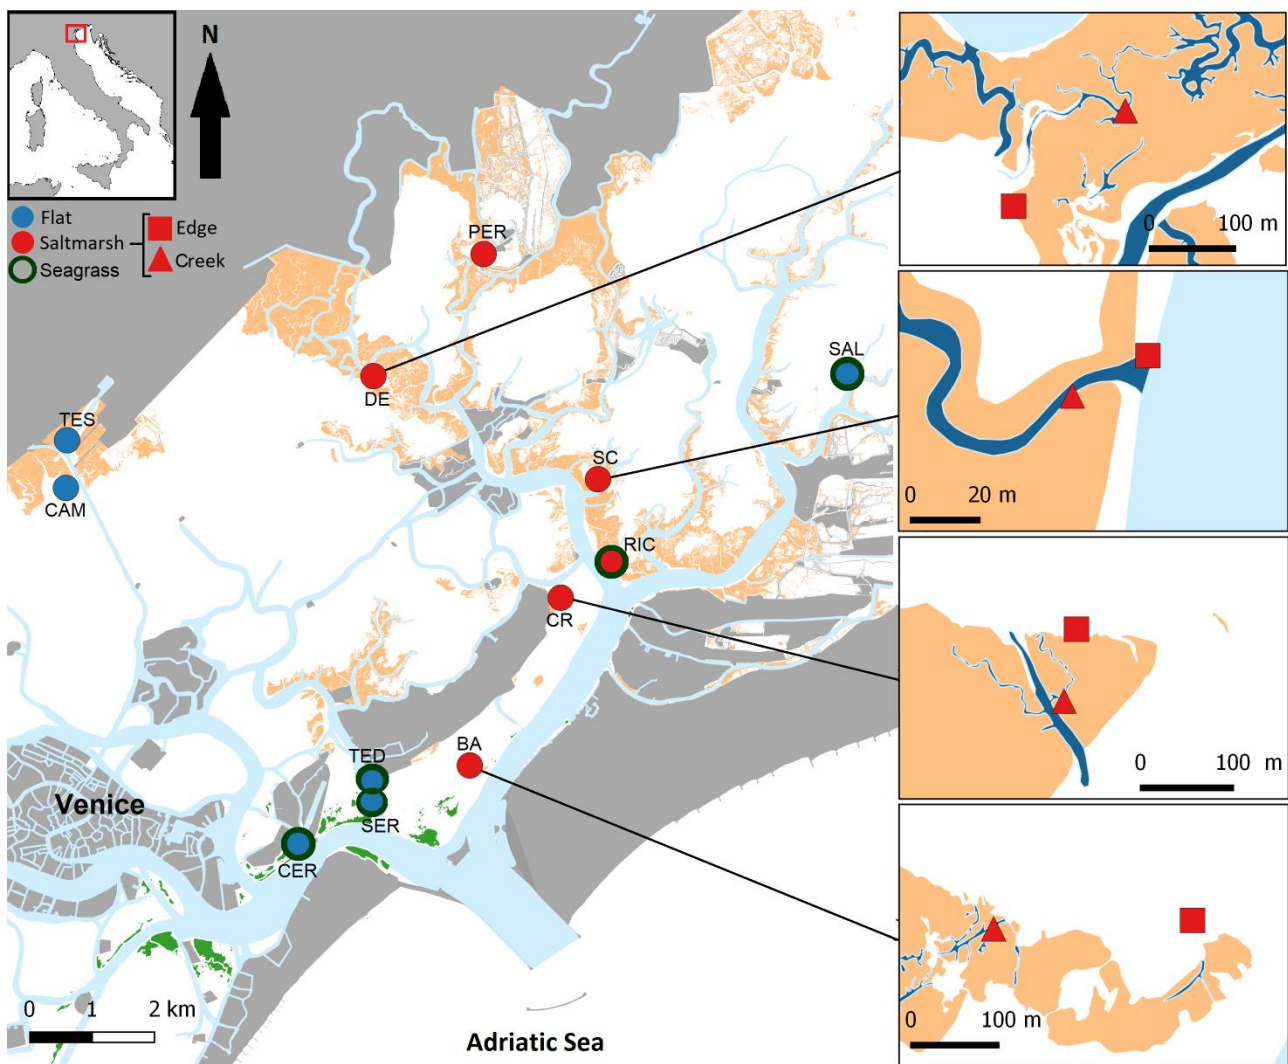 N
Flat
Saltmarsh
Seagrass
Edge
Creek
PER
DE
SAL
TES
CAM
SC
RIC
CR
TED
BA
SER
CER
Venice
0 1 2 km
Adriatic Sea
0 100 m
0 20 m
0 100 m
0 100 m